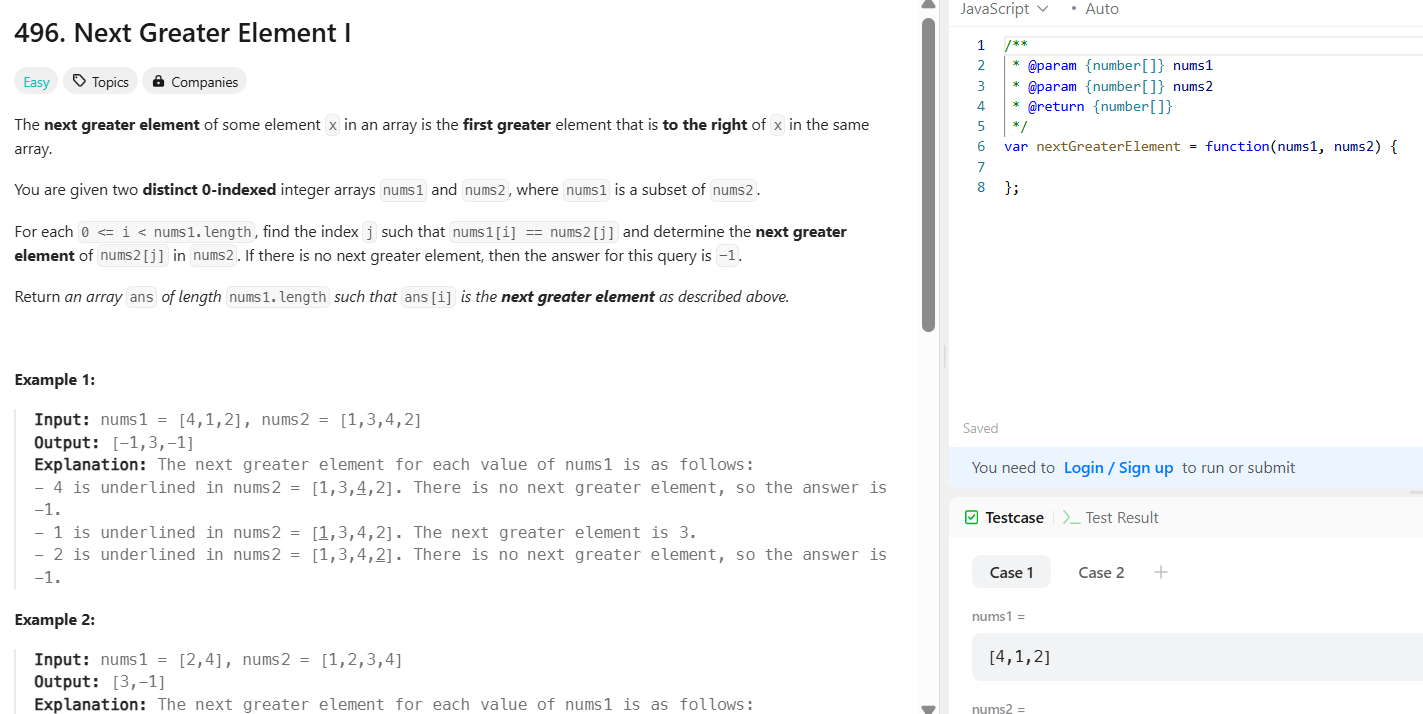 496. Next Greater Element I
Easy Topics Companies
The next greater element of some element x in an array is the first greater element that is to the right of x in the same
array.
You are given two distinct 0-indexed integer arrays nums1 and nums2, where nums1 is a subset of nums2.
For each 0 <= i < nums1.length, find the index j such that nums1[i] == nums2[j] and determine the next greater
element of nums2[j] in nums2. If there is no next greater element, then the answer for this query is -1.
Return an array ans of length nums1.length such that ans[i] is the next greater element as described above.
Example 1:
Input: nums1 = [4,1,2], nums2 = [1,3,4,2]
Output: [-1,3,-1]
Explanation: The next greater element for each value of nums1 is as follows:
- 4 is underlined in nums2 = [1,3,4,2]. There is no next greater element, so the answer is
-1.
- 1 is underlined in nums2 = [1,3,4,2]. The next greater element is 3.
- 2 is underlined in nums2 = [1,3,4,2]. There is no next greater element, so the answer is
-1.
Example 2:
Input: nums1 = [2,4], nums2 = [1,2,3,4]
Output: [3,-1]
Explanation: The next greater element for each value of nums1 is as follows:
JavaScript • Auto
1 /**
2 * @param {number[]} nums1
3 * @param {number[]} nums2
4 * @return {number[]}
5 */
6 var nextGreaterElement = function(nums1, nums2) {
7
8 };
Saved
You need to Login / Sign up to run or submit
Testcase >_ Test Result
Case 1 Case 2 +
nums1 =
[4,1,2]
nums2 =